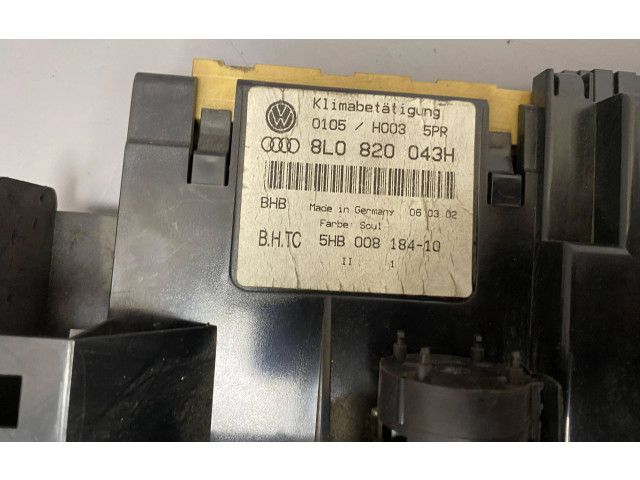 Klimabetätigung
0105 / H003 5PR
8L0 820 043H
BHB Made in Germany 06 03 02
Farbe: Soul
B.H.TC 5HB 008 184-10
II 1